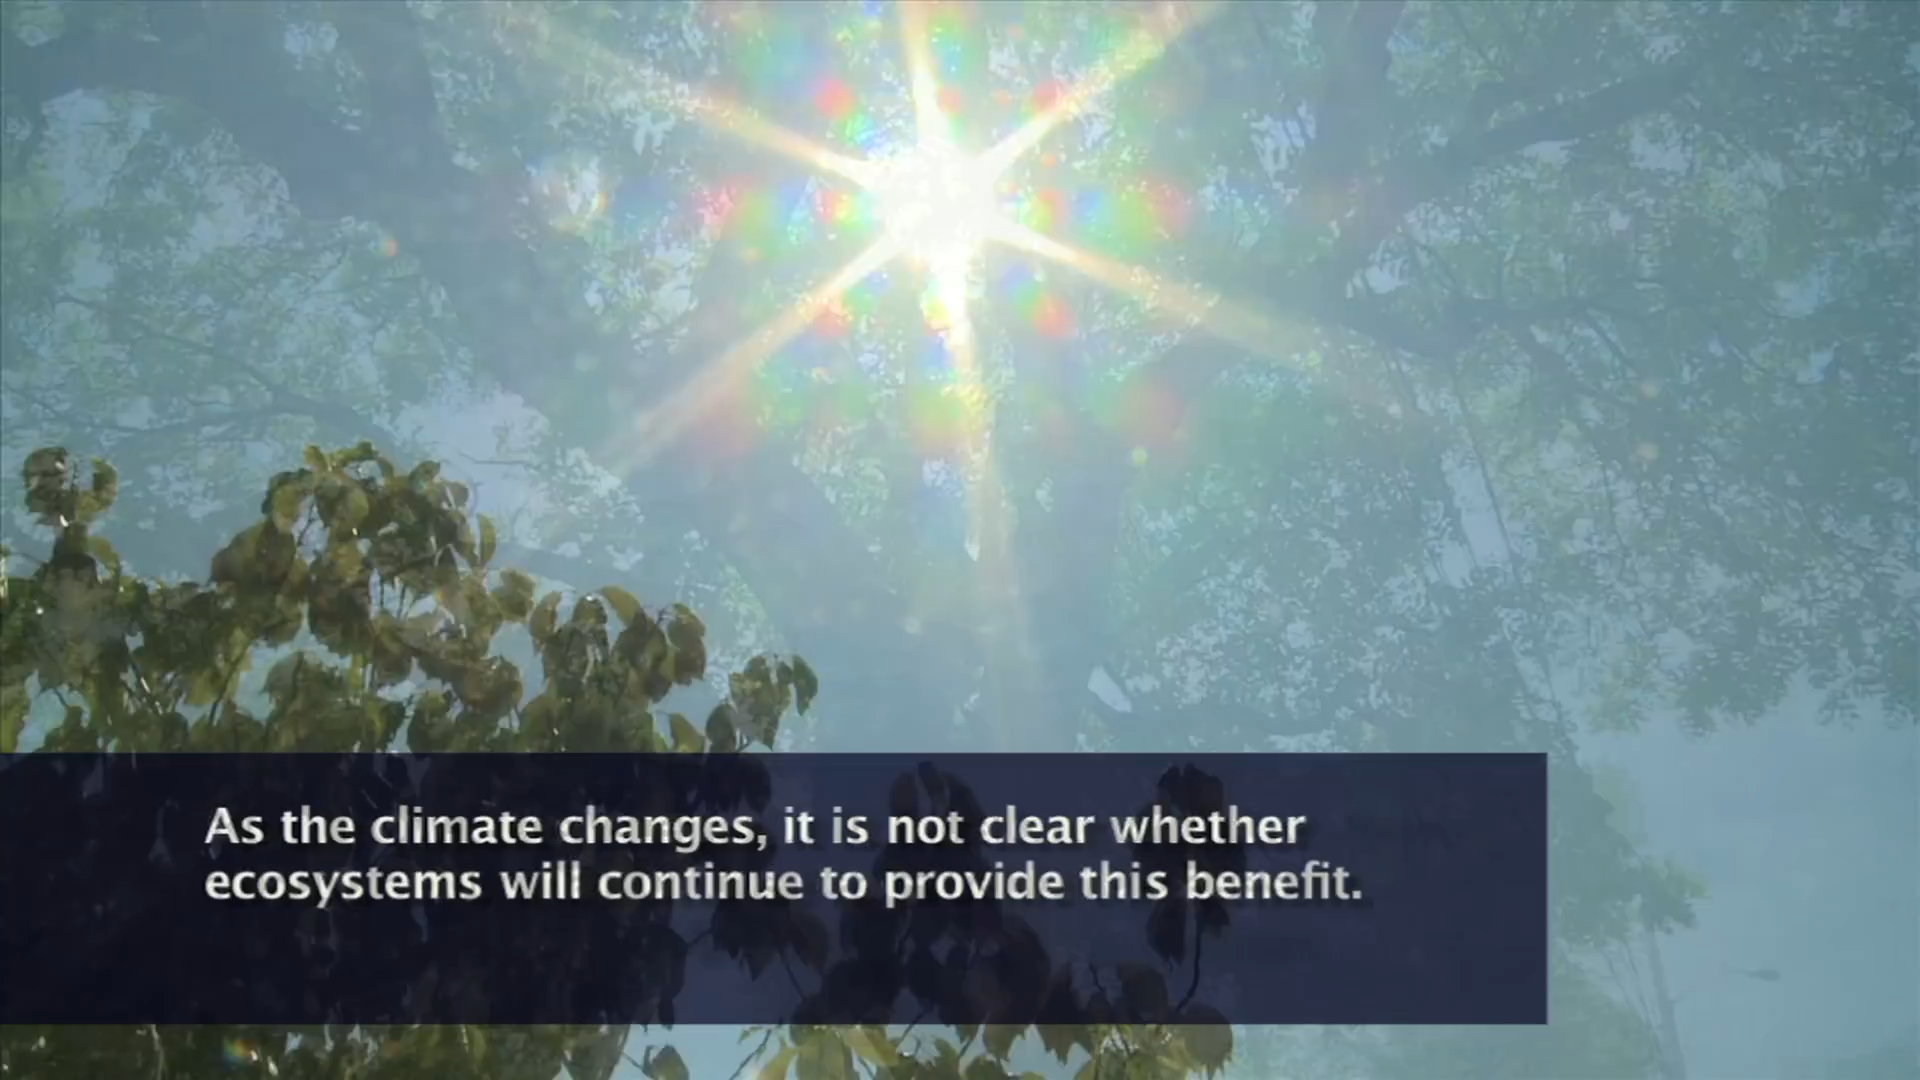 As the climate changes, it is not clear whether
ecosystems will continue to provide this benefit.